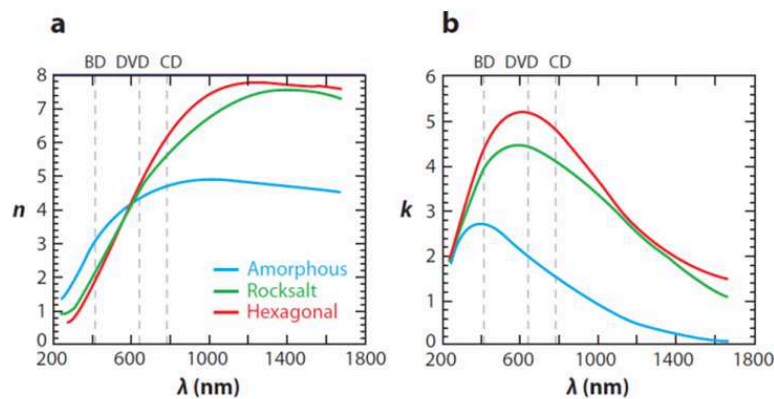 a
BD DVD CD
8
7
6
5
4
3
2
1
0
n
Amorphous
Rocksalt
Hexagonal
200 600 1000 1400 1800
λ (nm)
b
BD DVD CD
6
5
4
3
2
1
0
k
200 600 1000 1400 1800
λ (nm)